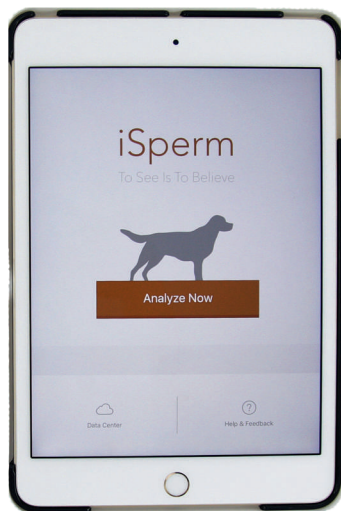 iSperm
To See Is To Believe
Analyze Now
Data Center
Help & Feedback